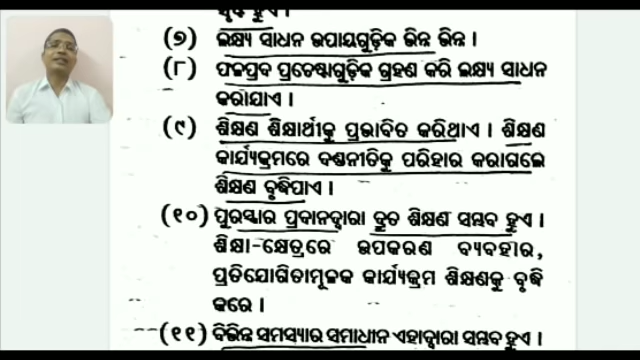 ସୃଷ୍ଟି ହୁଏ ।
(୭) ଲକ୍ଷ୍ୟ ସାଧନ ଉପାୟଗୁଡ଼ିକ ଭିନ୍ନ ଭିନ୍ନ ।
(୮) ଫଳପ୍ରଦ ପ୍ରଚେଷ୍ଟାଗୁଡ଼ିକ ଗ୍ରହଣ କରି ଲକ୍ଷ୍ୟ ସାଧନ
କରାଯାଏ ।
(୯) ଶିକ୍ଷଣ ଶିକ୍ଷାର୍ଥୀକୁ ପ୍ରଭାବିତ କରିଥାଏ । ଶିକ୍ଷଣ
କାର୍ଯ୍ୟକ୍ରମରେ ଦଣ୍ଡନୀତିକୁ ପରିହାର କରାଗଲେ
ଶିକ୍ଷଣ ବୃଦ୍ଧିପାଏ ।
(୧୦) ପୁରସ୍କାର ପ୍ରଦାନଦ୍ୱାରା ଦ୍ରୁତ ଶିକ୍ଷଣ ସମ୍ଭବ ହୁଏ ।
ଶିକ୍ଷା-କ୍ଷେତ୍ରରେ ଉପକରଣ ବ୍ୟବହାର,
ପ୍ରତିଯୋଗିତାମୂଳକ କାର୍ଯ୍ୟକ୍ରମ ଶିକ୍ଷଣକୁ ବୃଦ୍ଧି
କରେ ।
(୧୧) ବିଭିନ୍ନ ସମସ୍ୟାର ସମାଧାନ ଏହାଦ୍ୱାରା ସମ୍ଭବ ହୁଏ ।